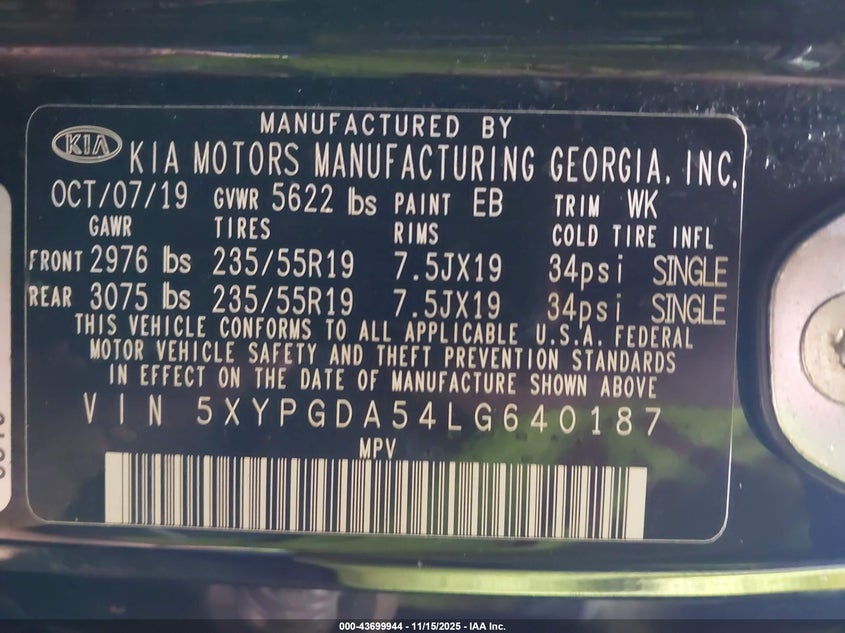 MANUFACTURED BY
KIA KIA MOTORS MANUFACTURING GEORGIA, INC.
OCT/07/19 GVWR 5622 lbs PAINT EB TRIM WK
GAWR TIRES RIMS COLD TIRE INFL
FRONT 2976 lbs 235/55R19 7.5JX19 34psi SINGLE
REAR 3075 lbs 235/55R19 7.5JX19 34psi SINGLE
THIS VEHICLE CONFORMS TO ALL APPLICABLE U.S.A. FEDERAL
MOTOR VEHICLE SAFETY AND THEFT PREVENTION STANDARDS
IN EFFECT ON THE DATE OF MANUFACTURE SHOWN ABOVE
VIN 5XYPGDA54LG640187
MPV
000-43699944 - 11/15/2025 - IAA Inc.